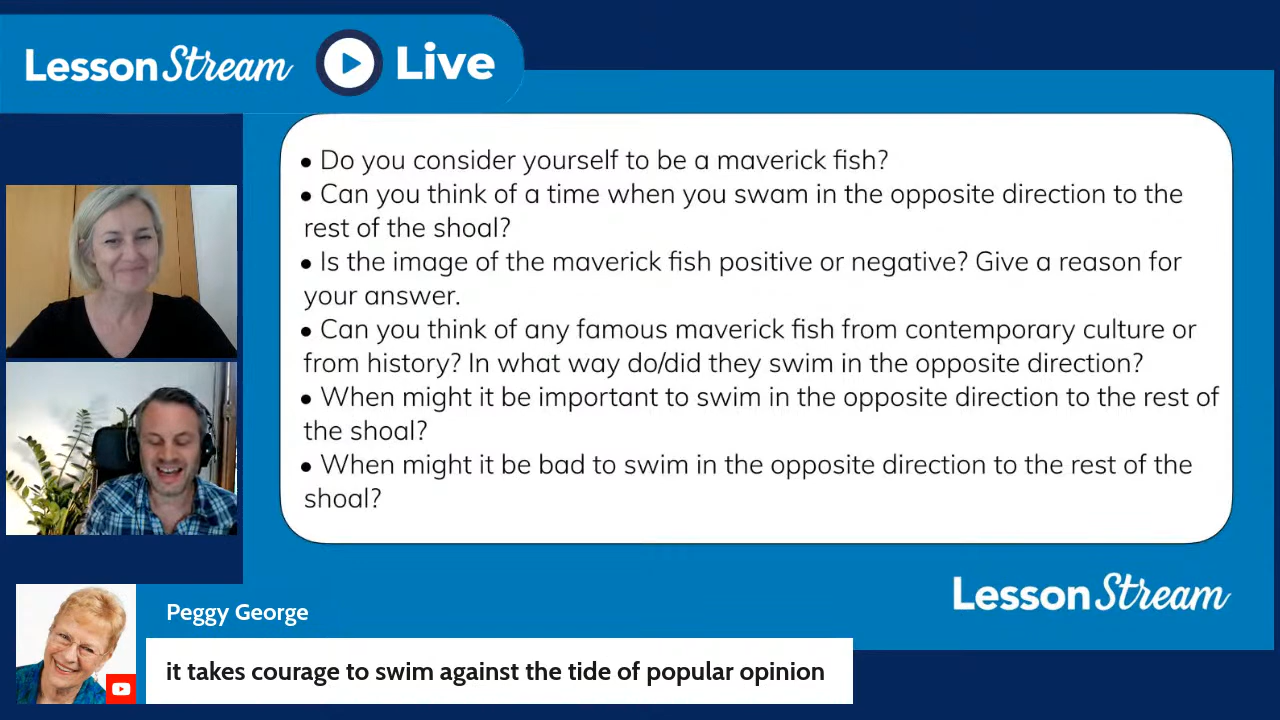 LessonStream Live
• Do you consider yourself to be a maverick fish?
• Can you think of a time when you swam in the opposite direction to the
rest of the shoal?
• Is the image of the maverick fish positive or negative? Give a reason for
your answer.
• Can you think of any famous maverick fish from contemporary culture or
from history? In what way do/did they swim in the opposite direction?
• When might it be important to swim in the opposite direction to the rest of
the shoal?
• When might it be bad to swim in the opposite direction to the rest of the
shoal?
LessonStream
Peggy George
it takes courage to swim against the tide of popular opinion